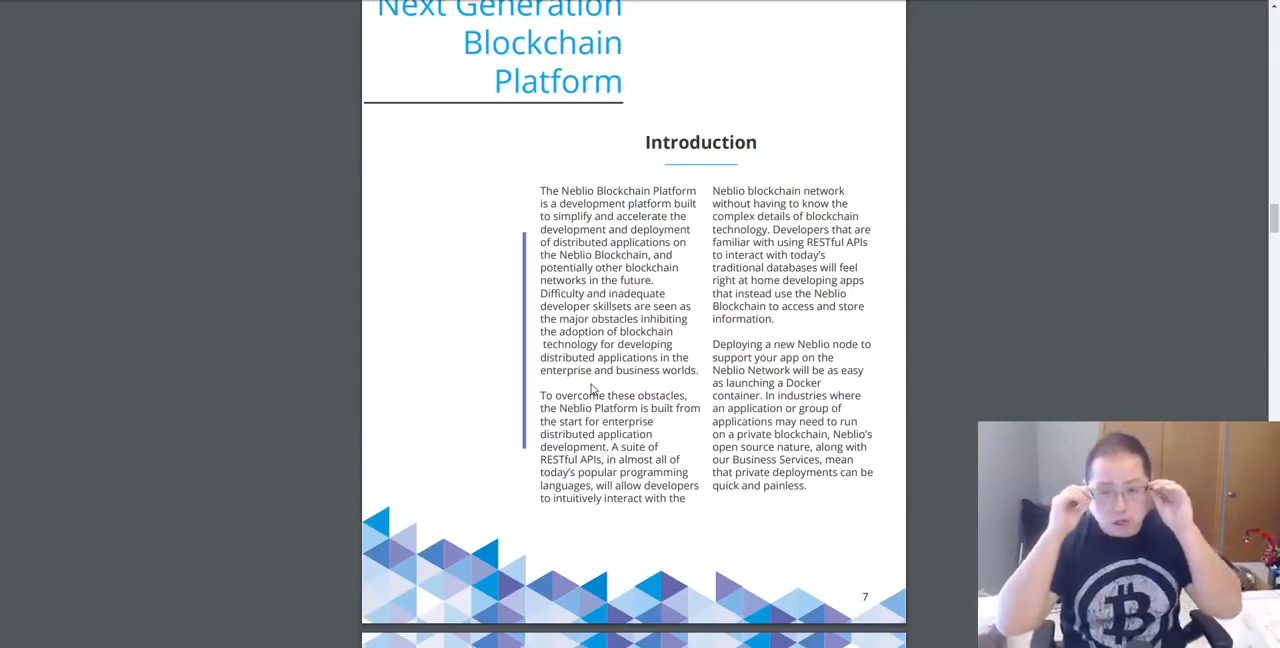 Next Generation
Blockchain
Platform
Introduction
The Neblio Blockchain Platform
is a development platform built
to simplify and accelerate the
development and deployment
of distributed applications on
the Neblio Blockchain, and
potentially other blockchain
networks in the future.
Difficulty and inadequate
developer skillsets are seen as
the major obstacles inhibiting
the adoption of blockchain
technology for developing
distributed applications in the
enterprise and business worlds.
To overcome these obstacles,
the Neblio Platform is built from
the start for enterprise
distributed application
development. A suite of
RESTful APIs, in almost all of
today's popular programming
languages, will allow developers
to intuitively interact with the
Neblio blockchain network
without having to know the
complex details of blockchain
technology. Developers that are
familiar with using RESTful APIs
to interact with today's
traditional databases will feel
right at home developing apps
that instead use the Neblio
Blockchain to access and store
information.
Deploying a new Neblio node to
support your app on the
Neblio Network will be as easy
as launching a Docker
container. In industries where
an application or group of
applications may need to run
on a private blockchain, Neblio's
open source nature, along with
our Business Services, mean
that private deployments can be
quick and painless.
7